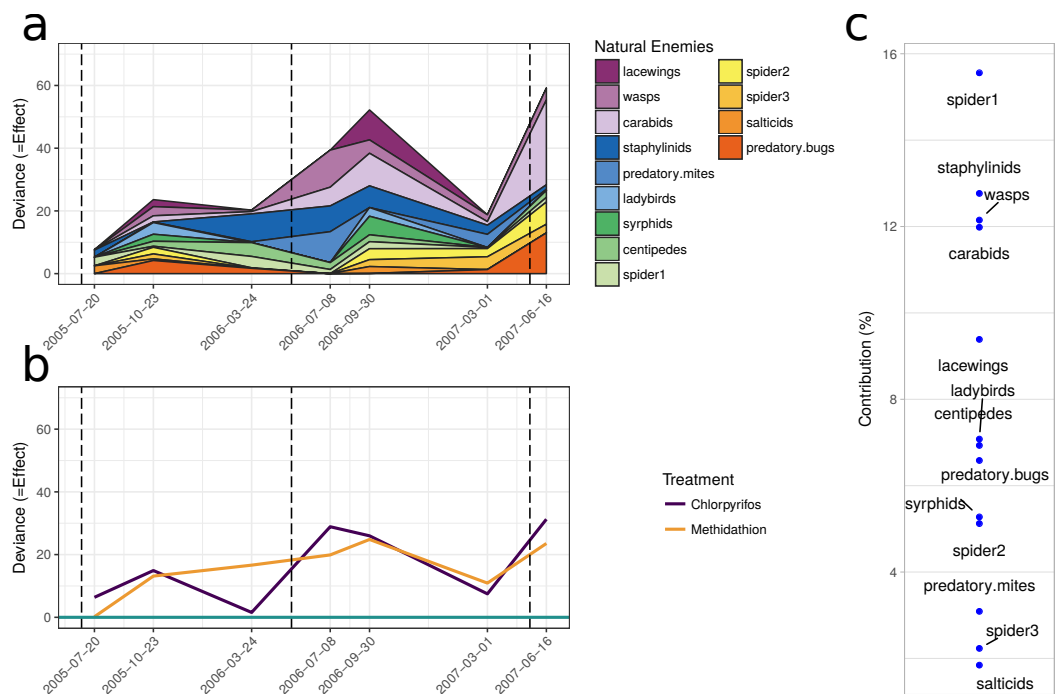 a
60
40
20
0
Deviance (=Effect)
2005−07−20
2005−10−23
2006−03−24
2006−07−08
2006−09−30
2007−03−01
2007−06−16
Natural Enemies
lacewings
wasps
carabids
staphylinids
predatory.mites
ladybirds
syrphids
centipedes
spider1
spider2
spider3
salticids
predatory.bugs
b
60
40
20
0
Deviance (=Effect)
2005−07−20
2005−10−23
2006−03−24
2006−07−08
2006−09−30
2007−03−01
2007−06−16
Treatment
Chlorpyrifos
Methidathion
c
16
12
8
4
Contribution (%)
spider1
staphylinids
wasps
carabids
lacewings
ladybirds
centipedes
predatory.bugs
syrphids
spider2
predatory.mites
spider3
salticids